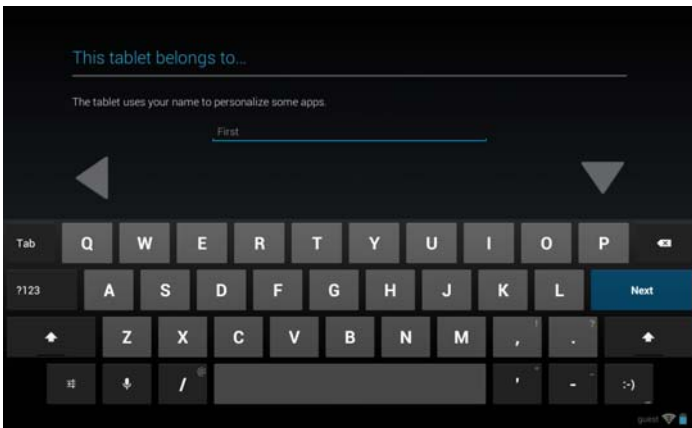 This tablet belongs to...
The tablet uses your name to personalize some apps.
First
Tab Q W E R T Y U I O P
?123 A S D F G H J K L Next
Z X C V B N M , ! . ?
/ @ ' " - _ :-)
guest